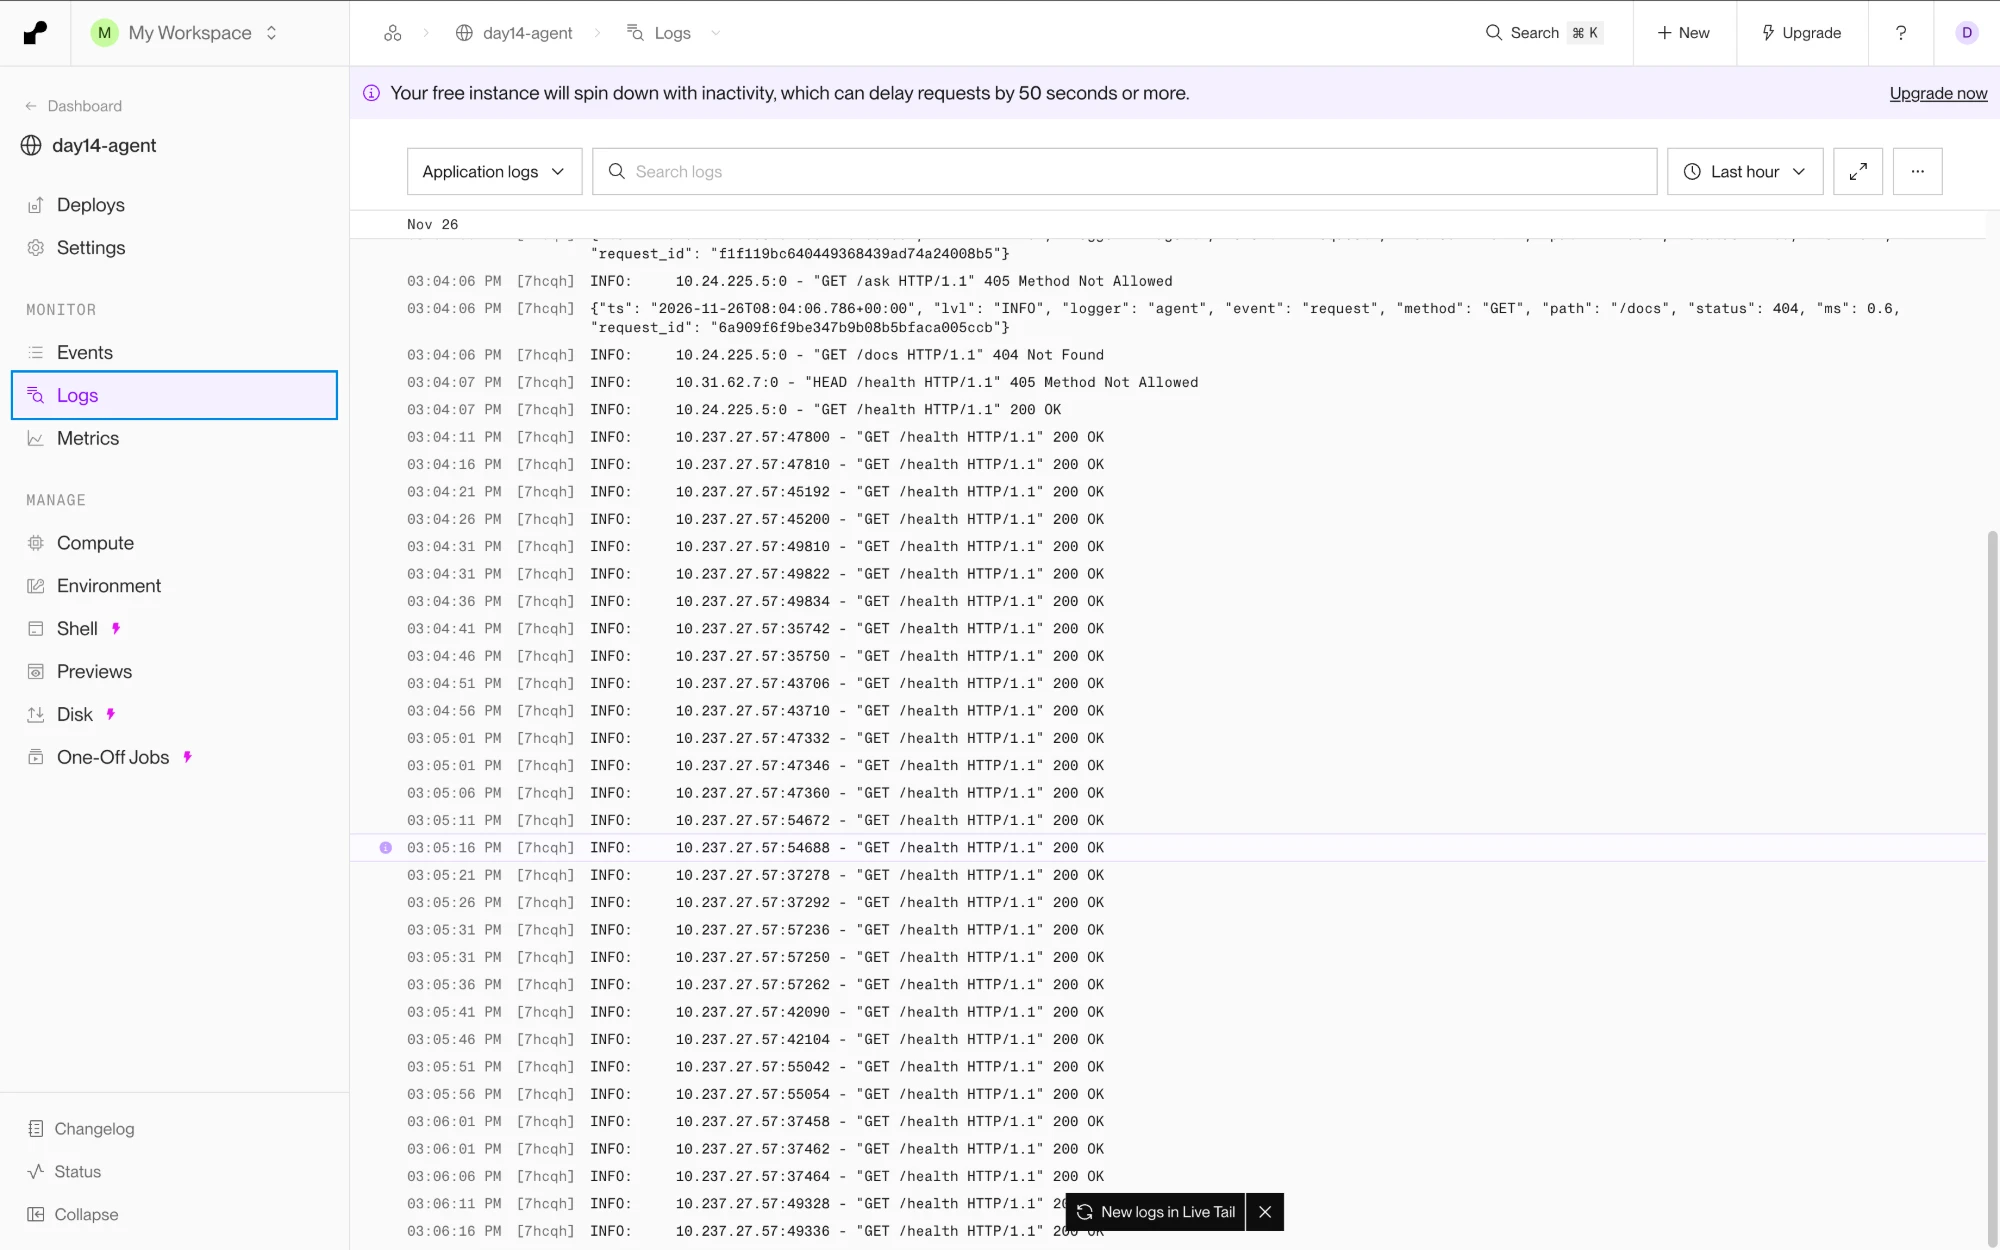 M My Workspace
day14-agent
Logs
Search ⌘ K
+ New
Upgrade
?
D
Your free instance will spin down with inactivity, which can delay requests by 50 seconds or more.
Upgrade now
← Dashboard
day14-agent
Deploys
Settings
MONITOR
Events
Logs
Metrics
MANAGE
Compute
Environment
Shell
Previews
Disk
One-Off Jobs
Changelog
Status
Collapse
Application logs
Search logs
Last hour
...
Nov 26
"request_id": "f1f119bc640449368439ad74a24008b5"}
03:04:06 PM [7hcqh] INFO: 10.24.225.5:0 - "GET /ask HTTP/1.1" 405 Method Not Allowed
03:04:06 PM [7hcqh] {"ts": "2026-11-26T08:04:06.786+00:00", "lvl": "INFO", "logger": "agent", "event": "request", "method": "GET", "path": "/docs", "status": 404, "ms": 0.6,
"request_id": "6a909f6f9be347b9b08b5bfaca005ccb"}
03:04:06 PM [7hcqh] INFO: 10.24.225.5:0 - "GET /docs HTTP/1.1" 404 Not Found
03:04:07 PM [7hcqh] INFO: 10.31.62.7:0 - "HEAD /health HTTP/1.1" 405 Method Not Allowed
03:04:07 PM [7hcqh] INFO: 10.24.225.5:0 - "GET /health HTTP/1.1" 200 OK
03:04:11 PM [7hcqh] INFO: 10.237.27.57:47800 - "GET /health HTTP/1.1" 200 OK
03:04:16 PM [7hcqh] INFO: 10.237.27.57:47810 - "GET /health HTTP/1.1" 200 OK
03:04:21 PM [7hcqh] INFO: 10.237.27.57:45192 - "GET /health HTTP/1.1" 200 OK
03:04:26 PM [7hcqh] INFO: 10.237.27.57:45200 - "GET /health HTTP/1.1" 200 OK
03:04:31 PM [7hcqh] INFO: 10.237.27.57:49810 - "GET /health HTTP/1.1" 200 OK
03:04:31 PM [7hcqh] INFO: 10.237.27.57:49822 - "GET /health HTTP/1.1" 200 OK
03:04:36 PM [7hcqh] INFO: 10.237.27.57:49834 - "GET /health HTTP/1.1" 200 OK
03:04:41 PM [7hcqh] INFO: 10.237.27.57:35742 - "GET /health HTTP/1.1" 200 OK
03:04:46 PM [7hcqh] INFO: 10.237.27.57:35750 - "GET /health HTTP/1.1" 200 OK
03:04:51 PM [7hcqh] INFO: 10.237.27.57:43706 - "GET /health HTTP/1.1" 200 OK
03:04:56 PM [7hcqh] INFO: 10.237.27.57:43710 - "GET /health HTTP/1.1" 200 OK
03:05:01 PM [7hcqh] INFO: 10.237.27.57:47332 - "GET /health HTTP/1.1" 200 OK
03:05:01 PM [7hcqh] INFO: 10.237.27.57:47346 - "GET /health HTTP/1.1" 200 OK
03:05:06 PM [7hcqh] INFO: 10.237.27.57:47360 - "GET /health HTTP/1.1" 200 OK
03:05:11 PM [7hcqh] INFO: 10.237.27.57:54672 - "GET /health HTTP/1.1" 200 OK
03:05:16 PM [7hcqh] INFO: 10.237.27.57:54688 - "GET /health HTTP/1.1" 200 OK
03:05:21 PM [7hcqh] INFO: 10.237.27.57:37278 - "GET /health HTTP/1.1" 200 OK
03:05:26 PM [7hcqh] INFO: 10.237.27.57:37292 - "GET /health HTTP/1.1" 200 OK
03:05:31 PM [7hcqh] INFO: 10.237.27.57:57236 - "GET /health HTTP/1.1" 200 OK
03:05:31 PM [7hcqh] INFO: 10.237.27.57:57250 - "GET /health HTTP/1.1" 200 OK
03:05:36 PM [7hcqh] INFO: 10.237.27.57:57262 - "GET /health HTTP/1.1" 200 OK
03:05:41 PM [7hcqh] INFO: 10.237.27.57:42090 - "GET /health HTTP/1.1" 200 OK
03:05:46 PM [7hcqh] INFO: 10.237.27.57:42104 - "GET /health HTTP/1.1" 200 OK
03:05:51 PM [7hcqh] INFO: 10.237.27.57:55042 - "GET /health HTTP/1.1" 200 OK
03:05:56 PM [7hcqh] INFO: 10.237.27.57:55054 - "GET /health HTTP/1.1" 200 OK
03:06:01 PM [7hcqh] INFO: 10.237.27.57:37458 - "GET /health HTTP/1.1" 200 OK
03:06:01 PM [7hcqh] INFO: 10.237.27.57:37462 - "GET /health HTTP/1.1" 200 OK
03:06:06 PM [7hcqh] INFO: 10.237.27.57:37464 - "GET /health HTTP/1.1" 200 OK
03:06:11 PM [7hcqh] INFO: 10.237.27.57:49328 - "GET /health HTTP/1.1"
03:06:16 PM [7hcqh] INFO: 10.237.27.57:49336 - "GET /health HTTP/1.1" 200 OK
New logs in Live Tail